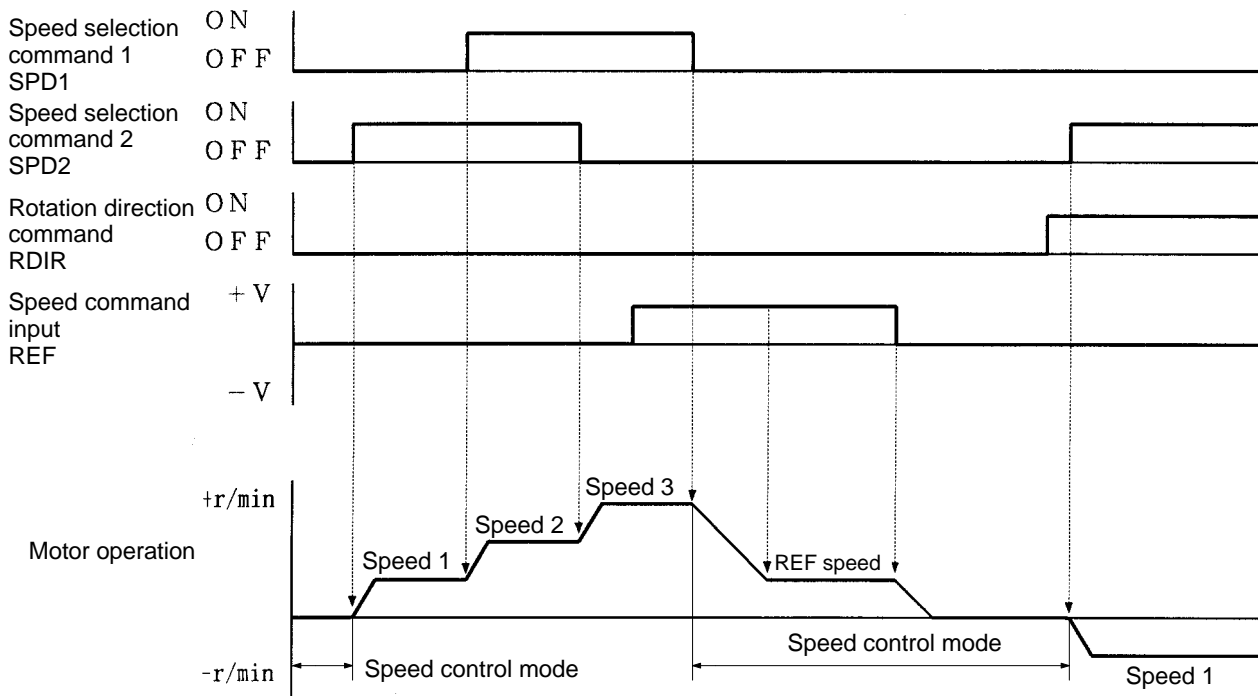 Speed selection
command 1
SPD1
ON
OFF
Speed selection
command 2
SPD2
ON
OFF
Rotation direction
command
RDIR
ON
OFF
Speed command
input
REF
+V
−V
Motor operation
+r/min
-r/min
Speed 1
Speed 2
Speed 3
REF speed
Speed control mode
Speed control mode
Speed 1